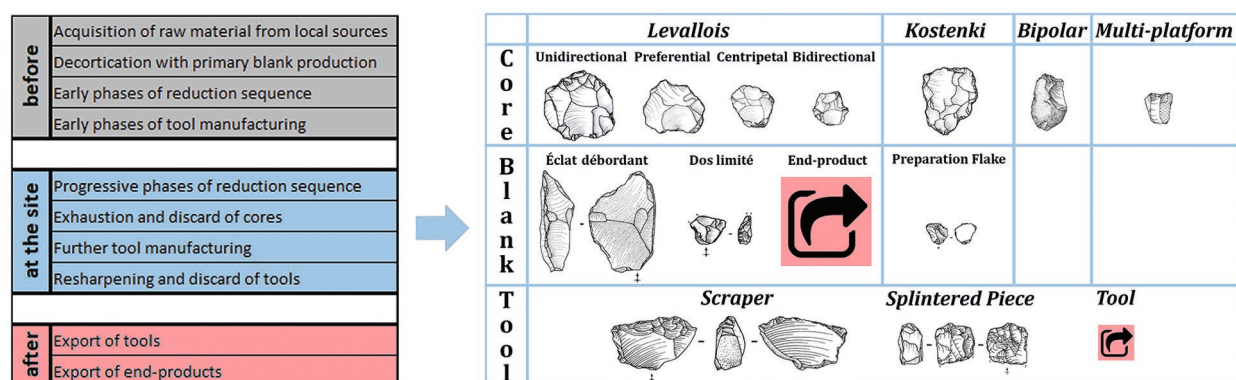 before
Acquisition of raw material from local sources
Decortication with primary blank production
Early phases of reduction sequence
Early phases of tool manufacturing
at the site
Progressive phases of reduction sequence
Exhaustion and discard of cores
Further tool manufacturing
Resharpening and discard of tools
after
Export of tools
Export of end-products
Levallois Kostenki Bipolar Multi-platform
Core
Unidirectional Preferential Centripetal Bidirectional
Blank
Éclat débordant Dos limité End-product Preparation Flake
Tool
Scraper Splintered Piece Tool